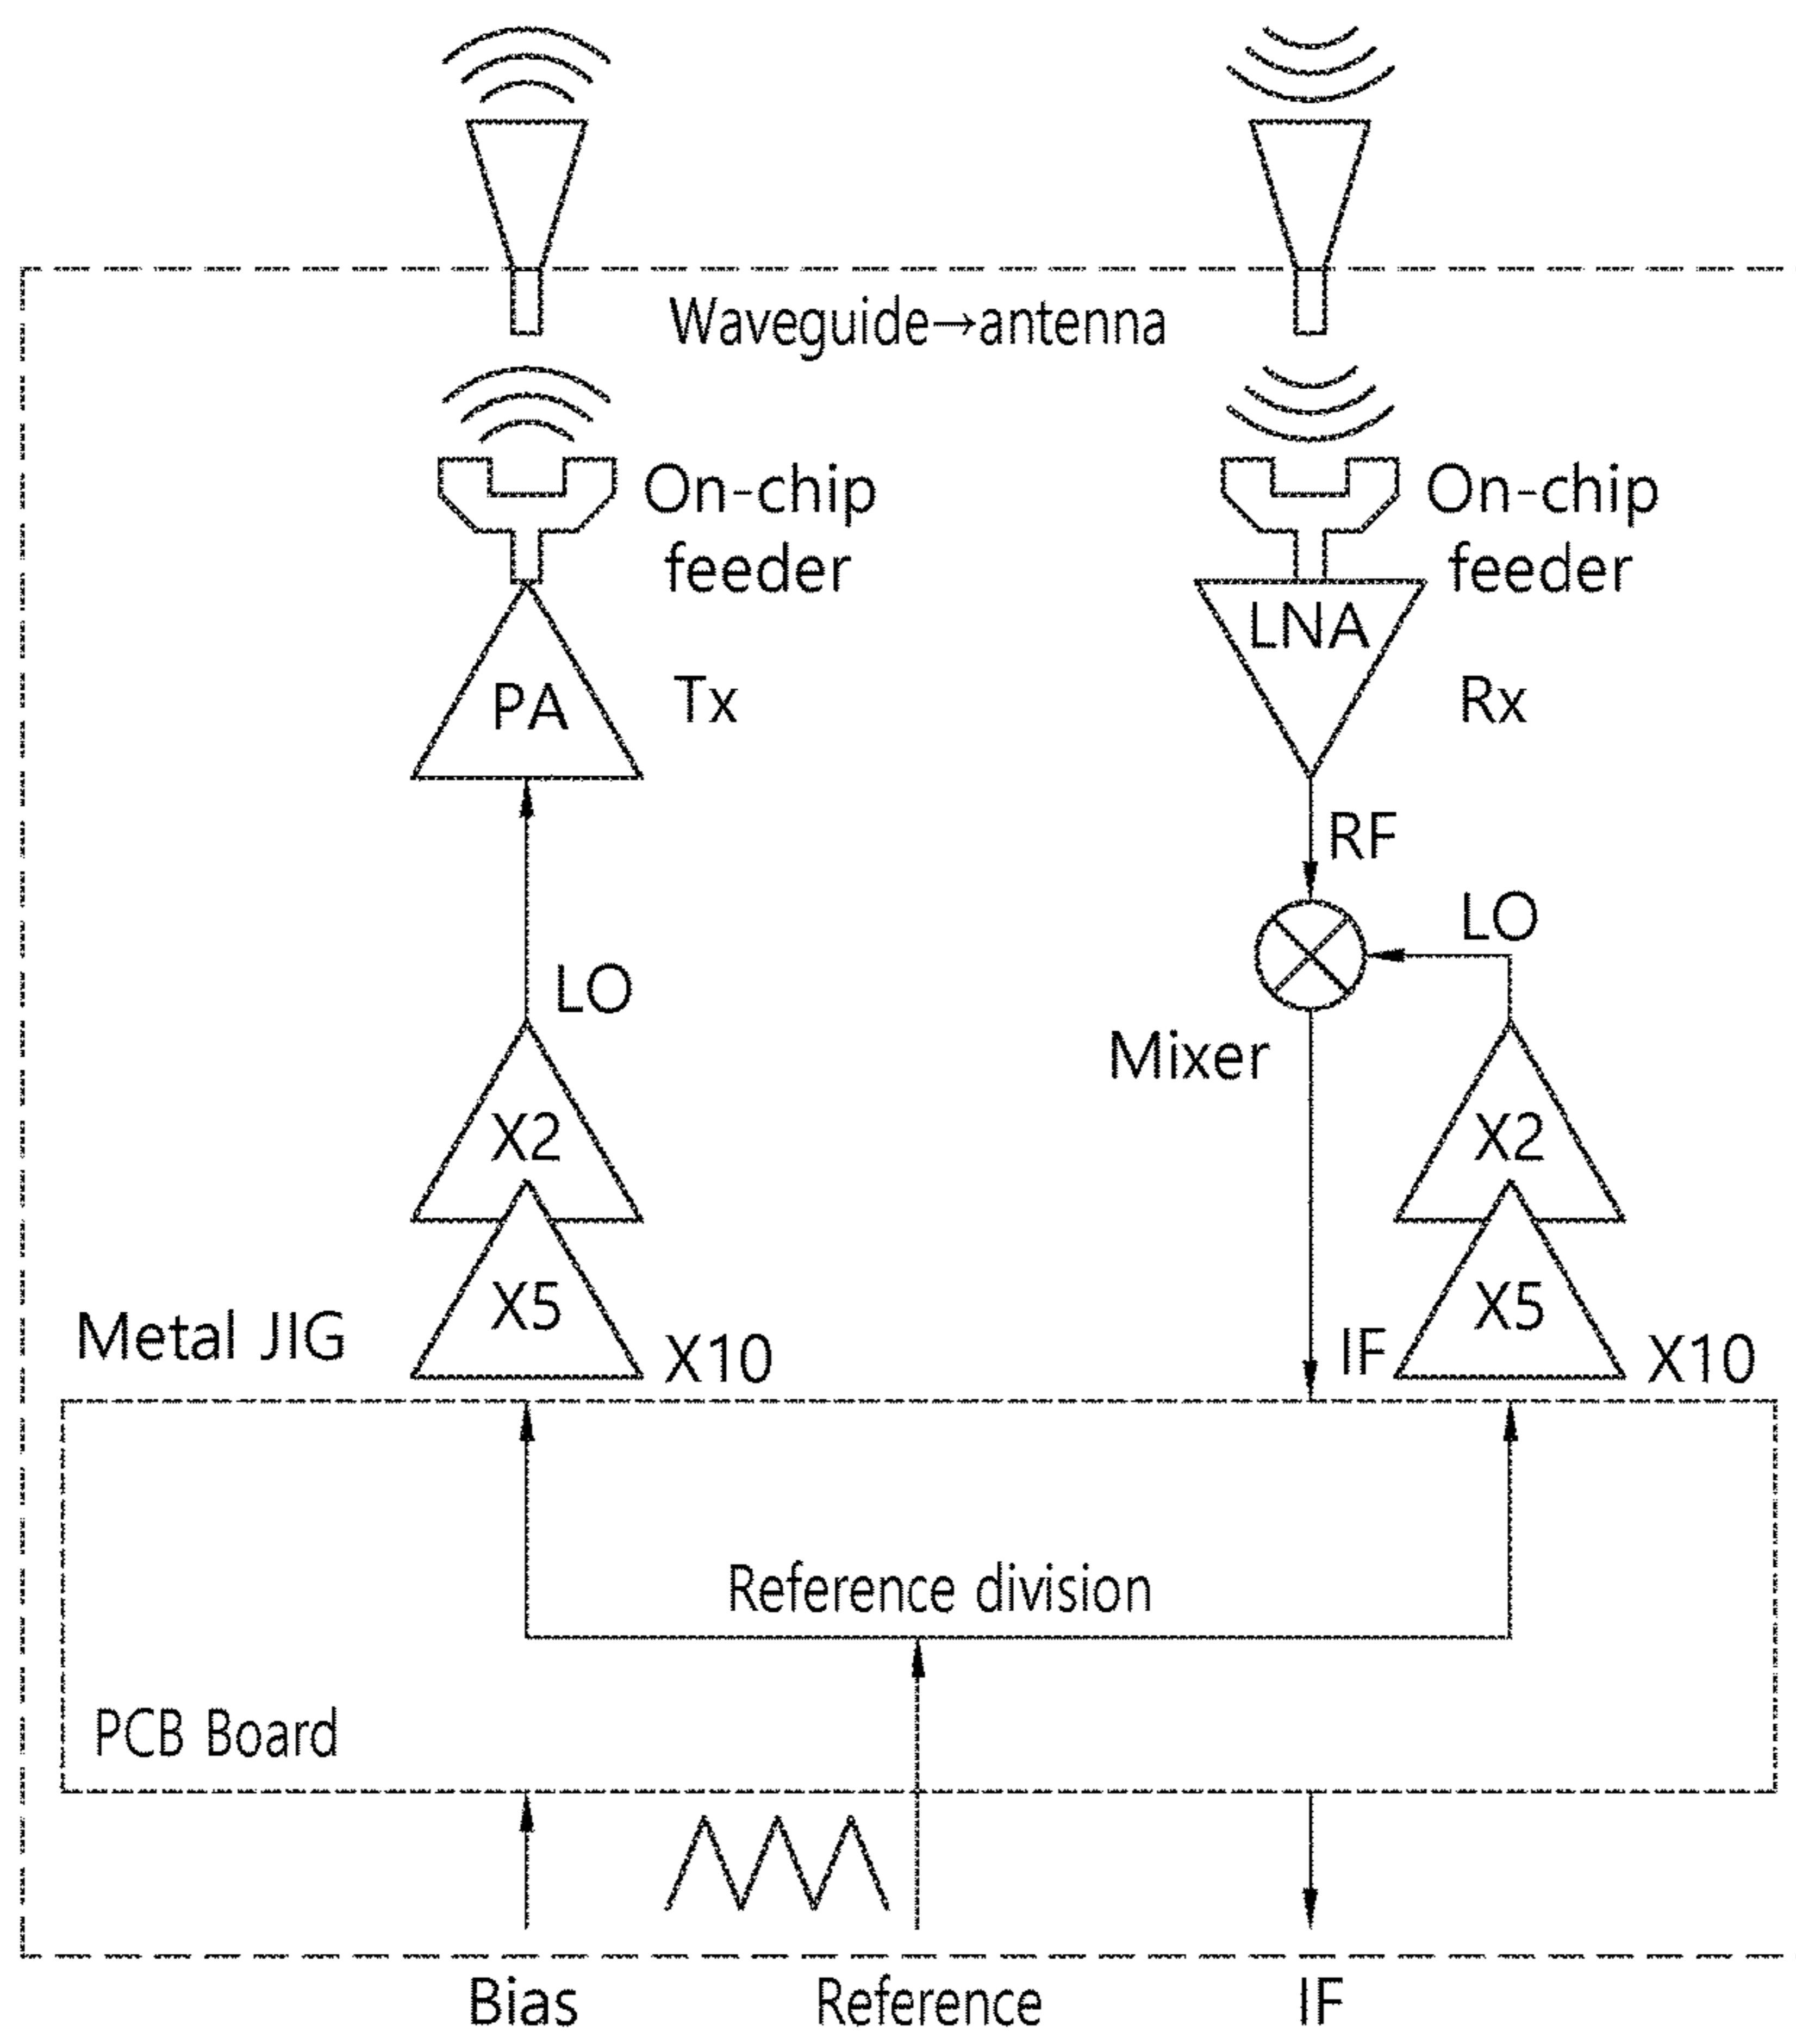 Waveguide→antenna
On-chip
feeder
On-chip
feeder
LNA
PA
Tx
Rx
RF
LO
LO
Mixer
X2
X2
X5
X5
Metal JIG
X10
IF
X10
Reference division
PCB Board
Bias
Reference
IF